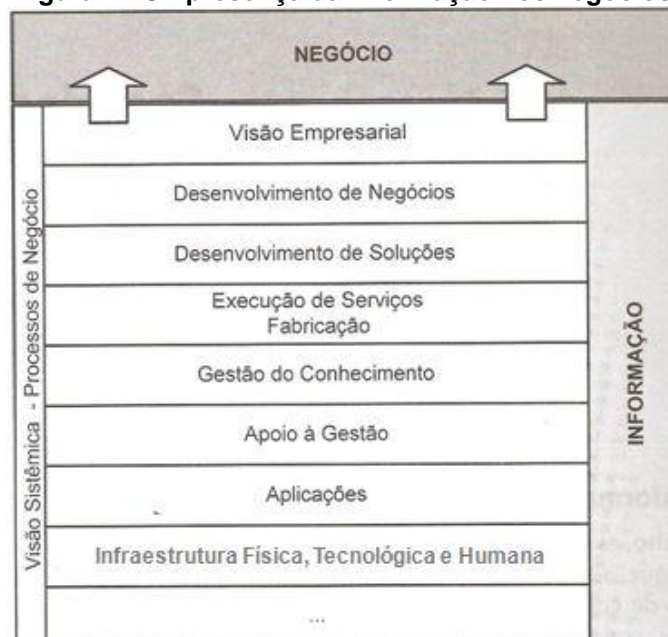 NEGÓCIO
Visão Empresarial
Desenvolvimento de Negócios
Desenvolvimento de Soluções
Execução de Serviços
Fabricação
Gestão do Conhecimento
Apoio à Gestão
Aplicações
Infraestrutura Física, Tecnológica e Humana
...
Visão Sistêmica - Processos de Negócio
INFORMAÇÃO